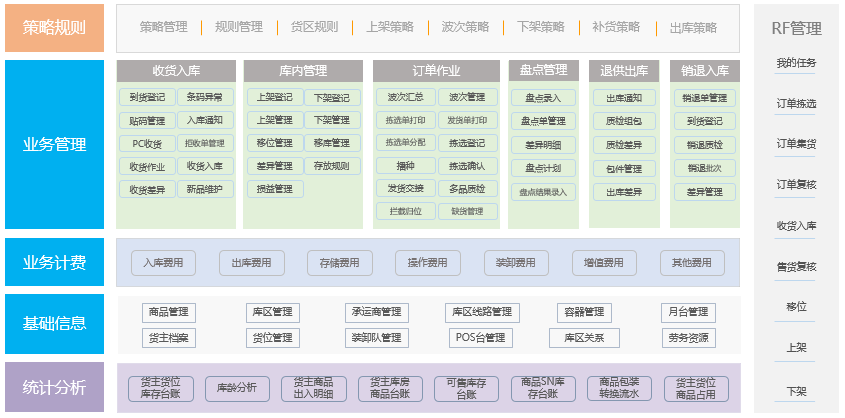 策略规则
策略管理 规则管理 货区规则 上架策略 波次策略 下架策略 补货策略 出库策略
业务管理
收货入库
到货登记 条码异常
贴码管理 入库通知
PC收货 拒收单管理
收货作业 收货入库
收货差异 新品维护
库内管理
上架登记 下架登记
上架管理 下架管理
移位管理 移库管理
差异管理 存放规则
损益管理
订单作业
波次汇总 波次管理
拣选单打印 发货单打印
拣选单分配 拣选登记
播种 拣选确认
发货交接 多品质检
拦截归位 缺货管理
盘点管理
盘点录入
盘点单管理
差异明细
盘点计划
盘点结果录入
退供出库
出库通知
质检组包
质检差异
包件管理
出库差异
销退入库
销退单管理
到货登记
销退质检
销退批次
差异管理
业务计费
入库费用 出库费用 存储费用 操作费用 装卸费用 增值费用 其他费用
基础信息
商品管理 库区管理 承运商管理 库区线路管理 容器管理 月台管理
货主档案 货位管理 装卸队管理 POS台管理 库区关系 劳务资源
统计分析
货主货位
库存台账
库龄分析
货主商品
出入明细
货主库房
商品台账
可售库存
台账
商品SN库
存台账
商品包装
转换流水
货主货位
商品占用
RF管理
我的任务
订单拣选
订单集货
订单复核
收货入库
售货复核
移位
上架
下架